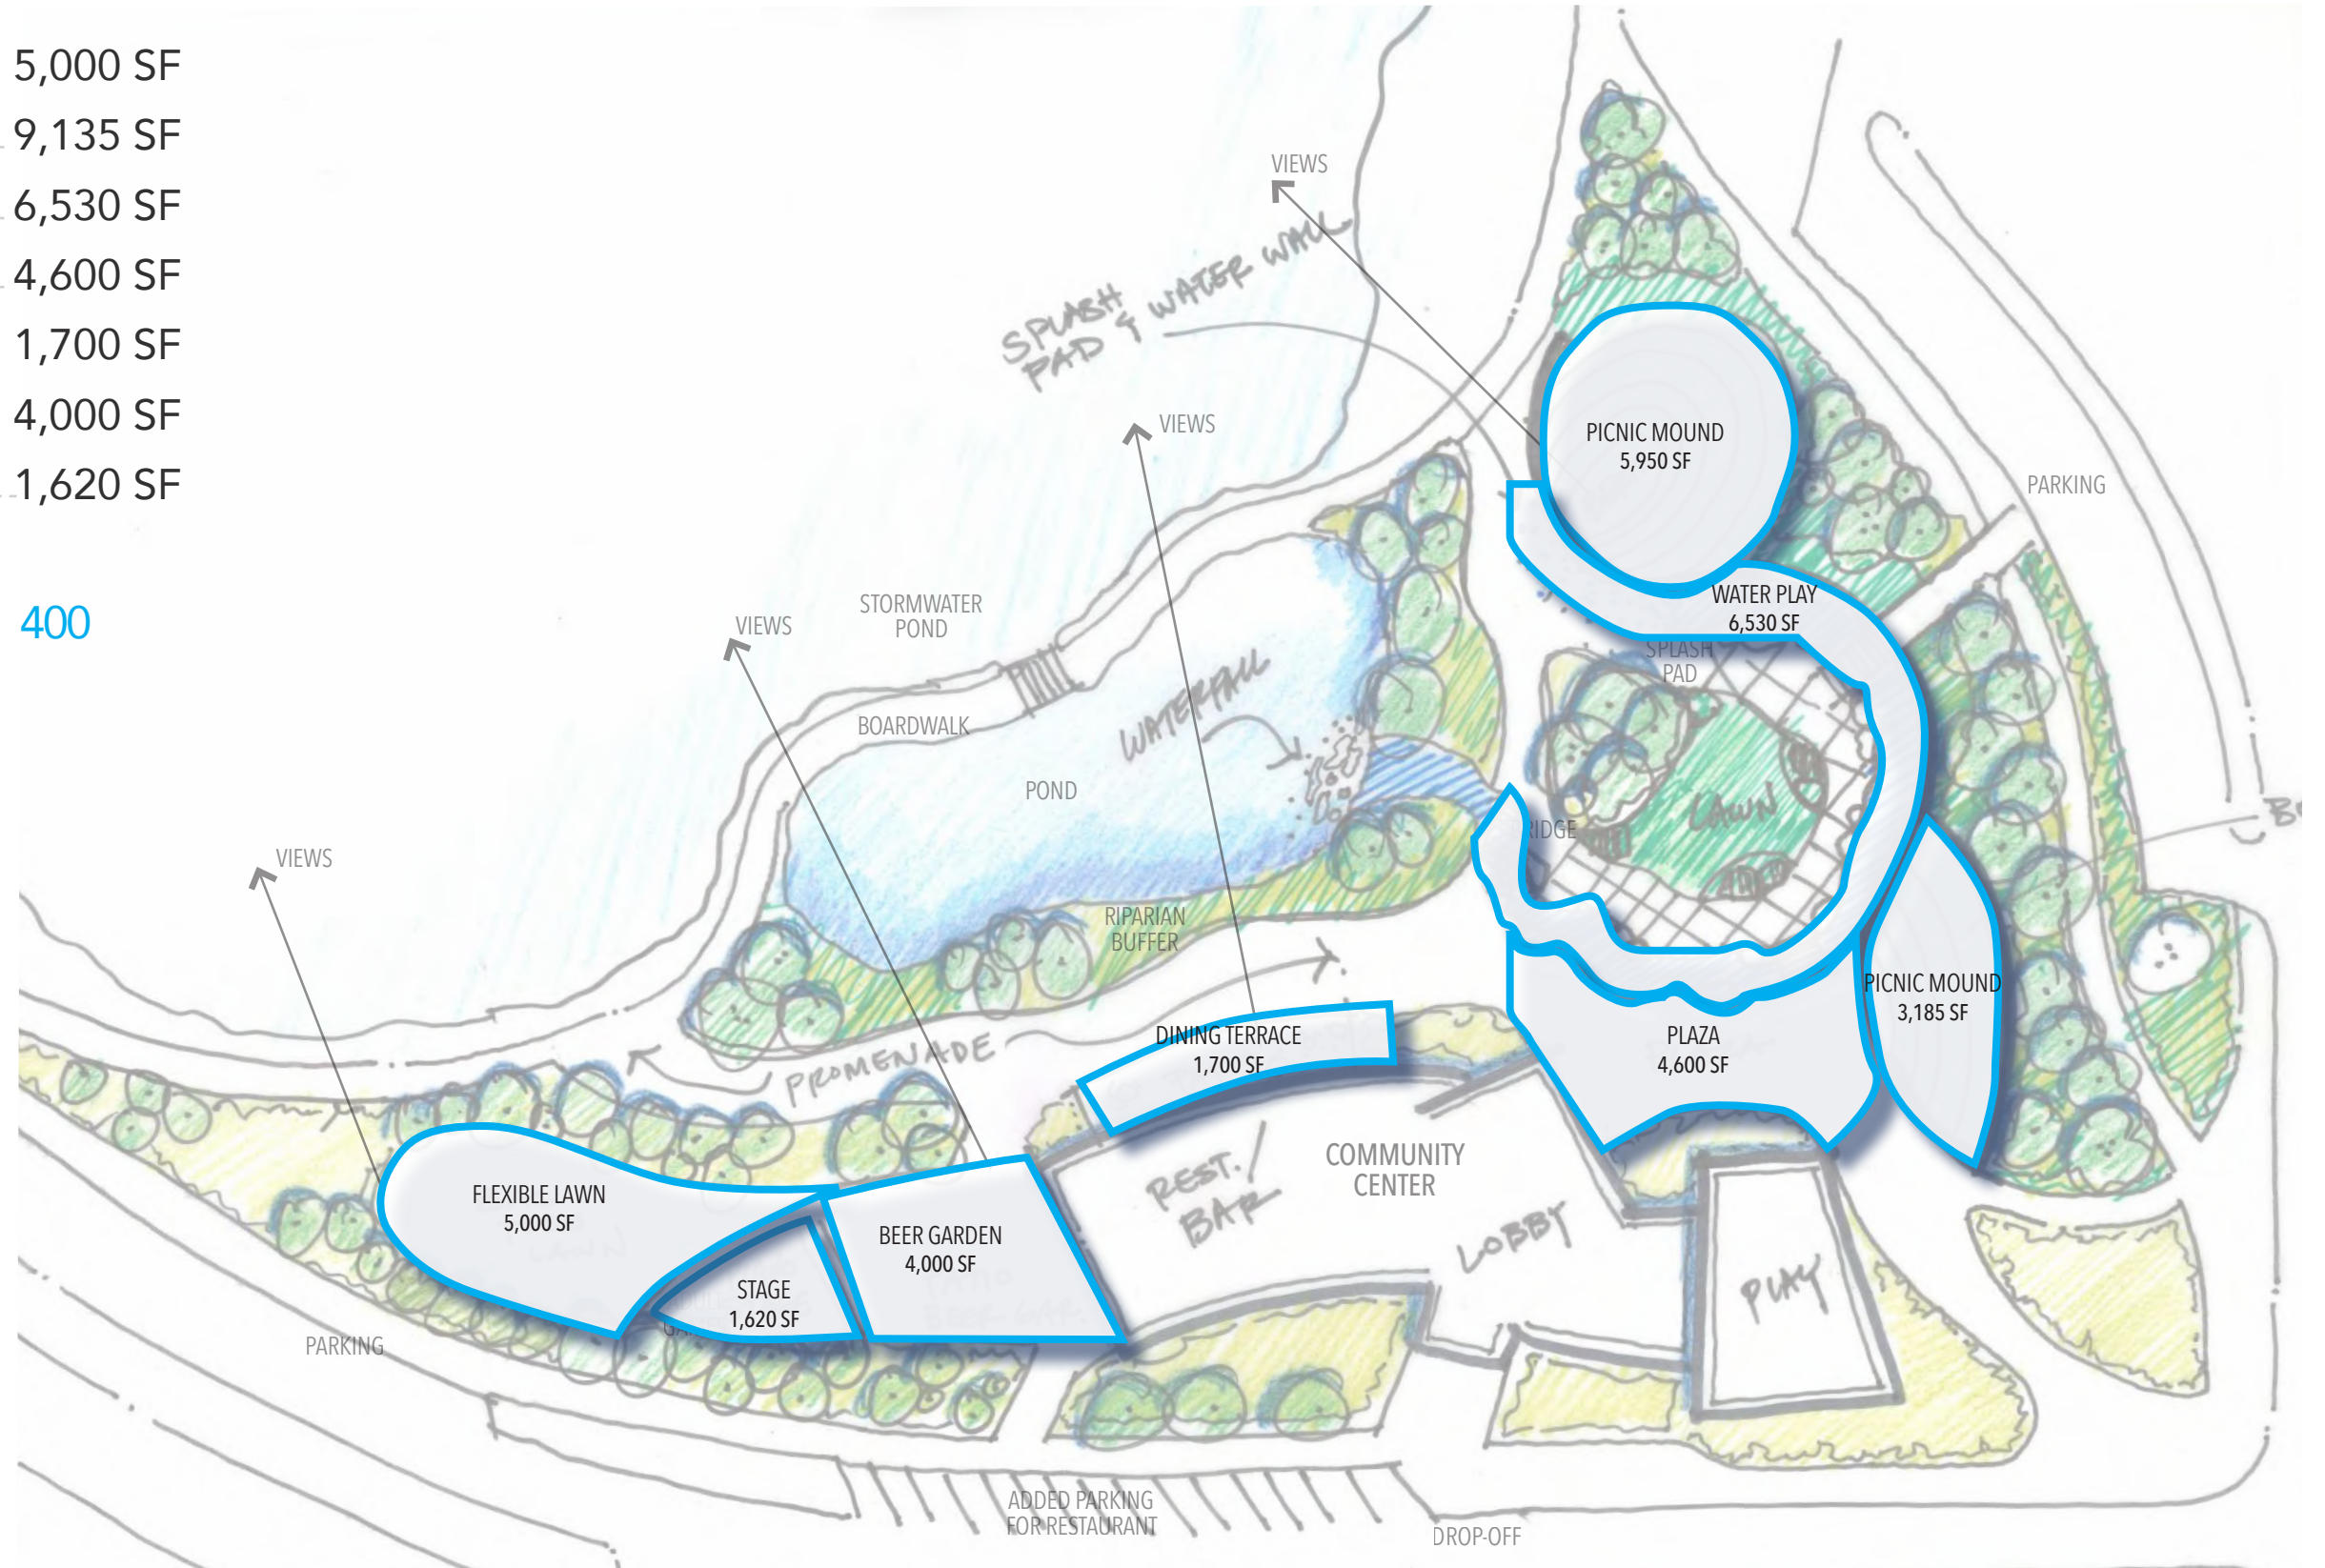 5,000 SF
9,135 SF
6,530 SF
4,600 SF
1,700 SF
4,000 SF
1,620 SF
400
VIEWS
SPLASH
PAD & WATER WALL
VIEWS
PICNIC MOUND
5,950 SF
PARKING
WATER PLAY
6,530 SF
SPLASH
PAD
STORMWATER
POND
VIEWS
BOARDWALK
WATERFALL
POND
LAWN
RIDGE
VIEWS
RIPARIAN
BUFFER
PICNIC MOUND
3,185 SF
PROMENADE
DINING TERRACE
1,700 SF
PLAZA
4,600 SF
COMMUNITY
CENTER
REST./
BAR
LOBBY
PLAY
FLEXIBLE LAWN
5,000 SF
LAWN
BEER GARDEN
4,000 SF
STAGE
1,620 SF
PARKING
ADDED PARKING
FOR RESTAURANT
DROP-OFF